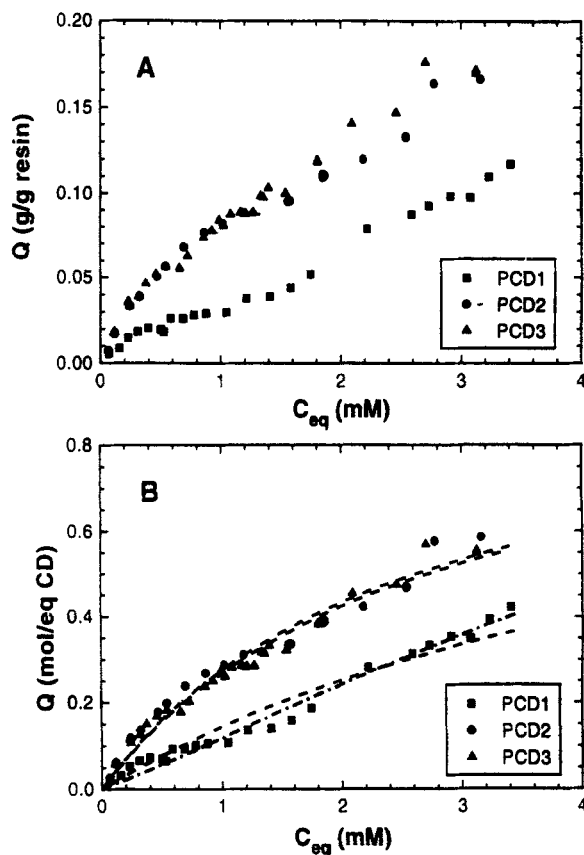 A
Q (g/g resin)
0.20
0.15
0.10
0.05
0.00
PCD1
PCD2
PCD3
0 1 2 3 4
C_eq (mM)
B
Q (mol/eq CD)
0.8
0.6
0.4
0.2
0.0
PCD1
PCD2
PCD3
0 1 2 3 4
C_eq (mM)